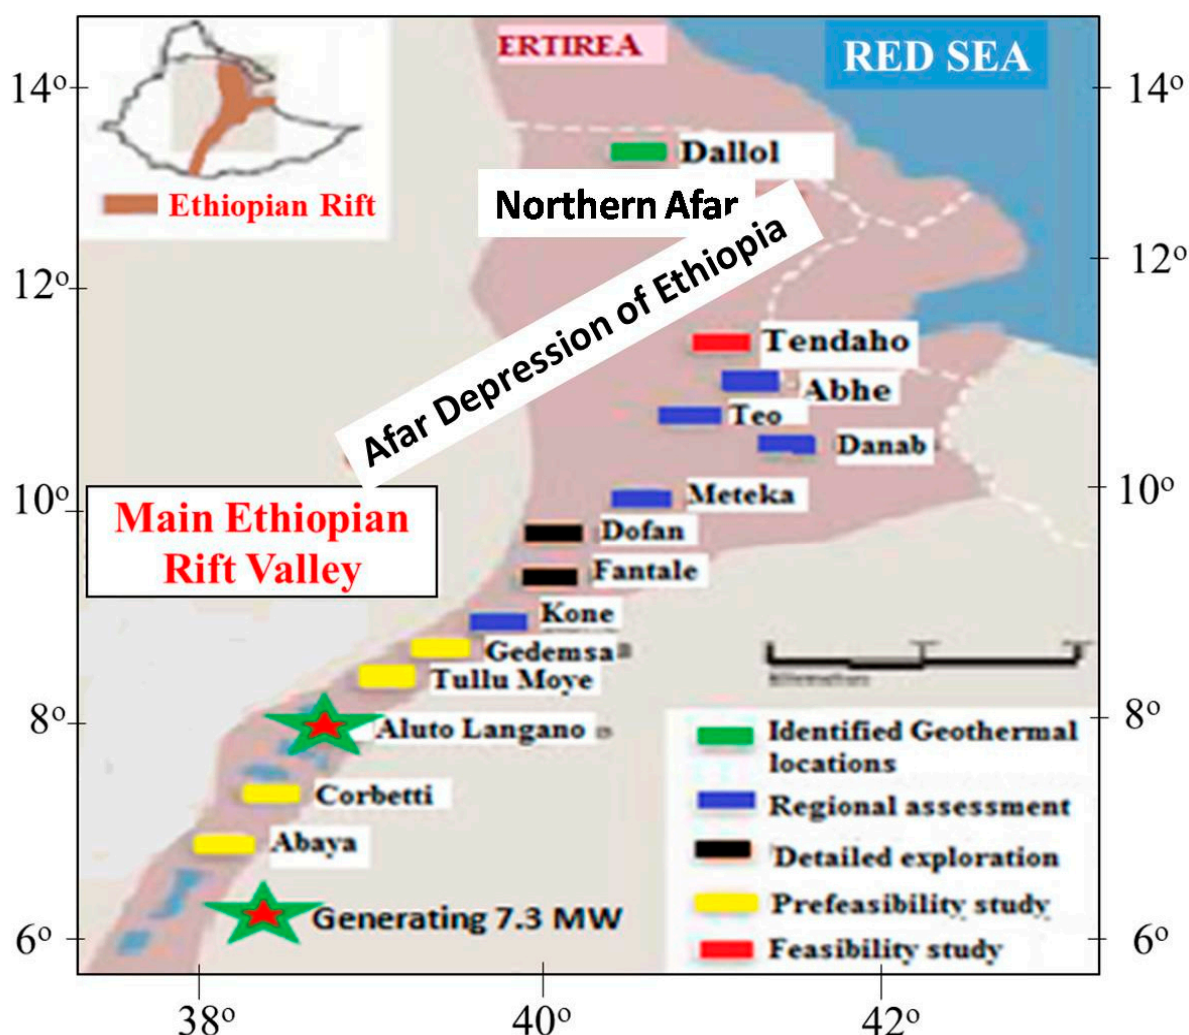 ERTIREA
RED SEA
14°
14°
Dallol
Ethiopian Rift
Northern Afar
Afar Depression of Ethiopia
12°
12°
Tendaho
Abhe
Teo
Danab
10°
10°
Meteka
Main Ethiopian
Rift Valley
Dofan
Fantale
Kone
Gedemsa
Tullu Moye
8°
8°
Aluto Langano
Identified Geothermal
locations
Corbetti
Regional assessment
Abaya
Detailed exploration
Prefeasibility study
Generating 7.3 MW
Feasibility study
6°
6°
38°
40°
42°